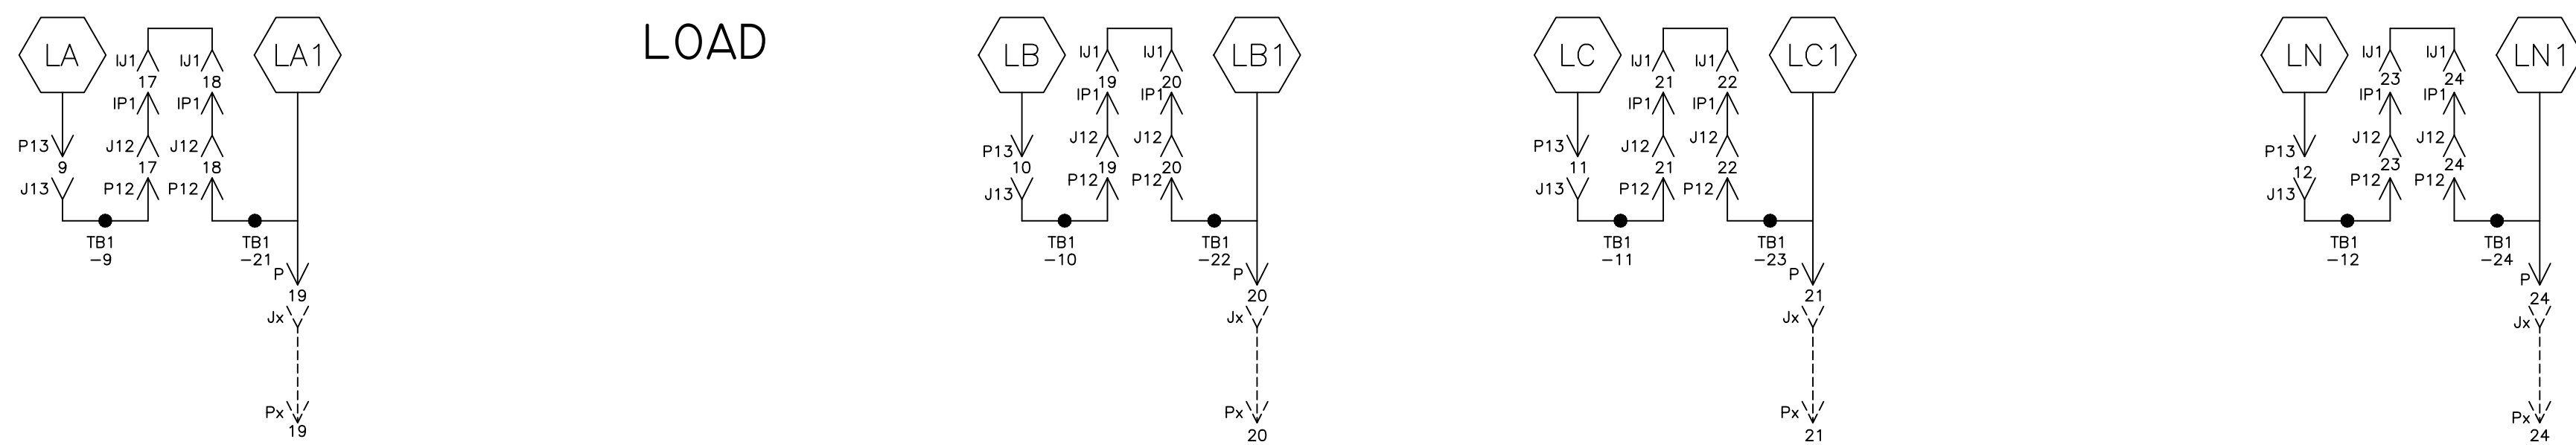 LOAD
LA
LA1
IJ1 IJ1
17 18
IP1 IP1
P13 J12 J12
9 17 18
J13 P12 P12
TB1 TB1
-9 -21
P
19
Jx
Px
19
LB
LB1
IJ1 IJ1
19 20
IP1 IP1
P13 J12 J12
10 19 20
J13 P12 P12
TB1 TB1
-10 -22
P
20
Jx
Px
20
LC
LC1
IJ1 IJ1
21 22
IP1 IP1
P13 J12 J12
11 21 22
J13 P12 P12
TB1 TB1
-11 -23
P
21
Jx
Px
21
LN
LN1
IJ1 IJ1
23 24
IP1 IP1
P13 J12 J12
12 23 24
J13 P12 P12
TB1 TB1
-12 -24
P
24
Jx
Px
24